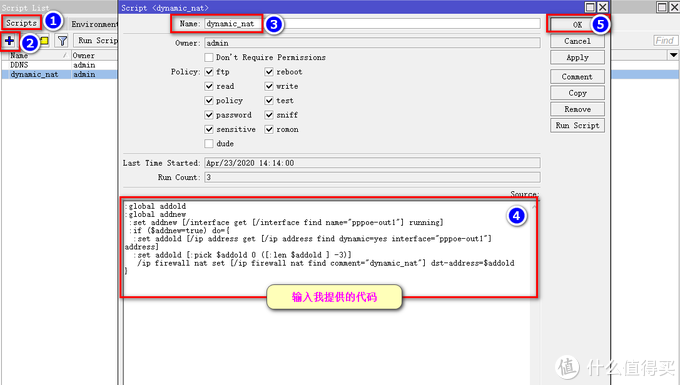 Script List
Script <dynamic_nat>
Scripts
1
Environment
2
Run Scrip
Find
Name
Owner
DDNS
admin
dynamic_nat
admin
Name:
dynamic_nat
3
Owner:
admin
Don't Require Permissions
Policy:
ftp
reboot
read
write
policy
test
password
sniff
sensitive
romon
dude
Last Time Started:
Apr/23/2020 14:14:00
Run Count:
3
Source:
:global addold
:global addnew
:set addnew [/interface get [/interface find name="pppoe-out1"] running]
:if ($addnew=true) do={
:set addold [/ip address get [/ip address find dynamic=yes interface="pppoe-out1"]
address]
:set addold [:pick $addold 0 ([:len $addold ] -3)]
/ip firewall nat set [/ip firewall nat find comment="dynamic_nat"] dst-address=$addold
}
4
输入我提供的代码
OK
5
Cancel
Apply
Comment
Copy
Remove
Run Script
值 什么值得买